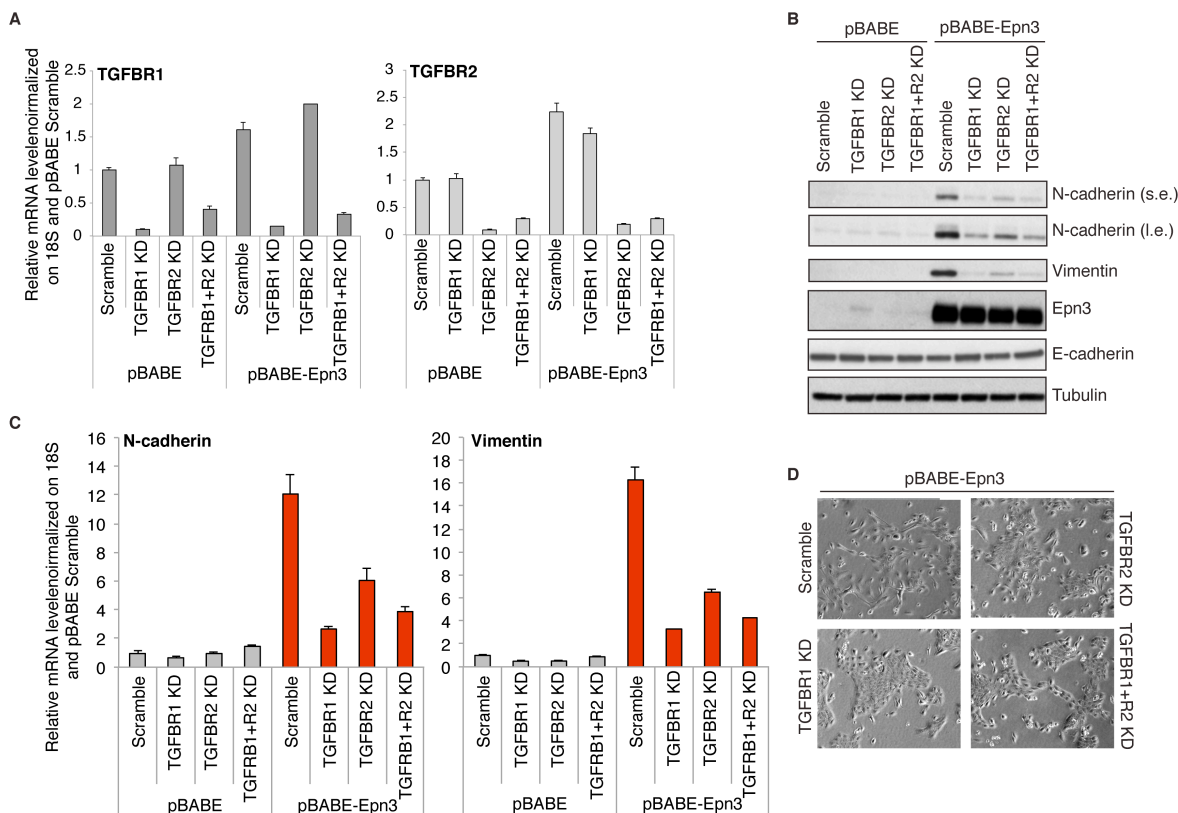 A
Relative mRNA levelenoirmalized
on 18S and pBABE Scramble
TGFBR1
2.5
2
1.5
1
0.5
0
Scramble
TGFBR1 KD
TGFBR2 KD
TGFRB1+R2 KD
Scramble
TGFBR1 KD
TGFBR2 KD
TGFRB1+R2 KD
pBABE
pBABE-Epn3
TGFBR2
3
2.5
2
1.5
1
0.5
0
Scramble
TGFBR1 KD
TGFBR2 KD
TGFRB1+R2 KD
Scramble
TGFBR1 KD
TGFBR2 KD
TGFRB1+R2 KD
pBABE
pBABE-Epn3
B
pBABE
pBABE-Epn3
Scramble
TGFBR1 KD
TGFBR2 KD
TGFBR1+R2 KD
Scramble
TGFBR1 KD
TGFBR2 KD
TGFBR1+R2 KD
N-cadherin (s.e.)
N-cadherin (l.e.)
Vimentin
Epn3
E-cadherin
Tubulin
C
Relative mRNA levelenoirmalized on 18S
and pBABE Scramble
N-cadherin
16
14
12
10
8
6
4
2
0
Scramble
TGFBR1 KD
TGFBR2 KD
TGFRB1+R2 KD
Scramble
TGFBR1 KD
TGFBR2 KD
TGFRB1+R2 KD
pBABE
pBABE-Epn3
Vimentin
20
18
16
14
12
10
8
6
4
2
0
Scramble
TGFBR1 KD
TGFBR2 KD
TGFRB1+R2 KD
Scramble
TGFBR1 KD
TGFBR2 KD
TGFRB1+R2 KD
pBABE
pBABE-Epn3
D
pBABE-Epn3
Scramble
TGFBR2 KD
TGFBR1 KD
TGFBR1+R2 KD